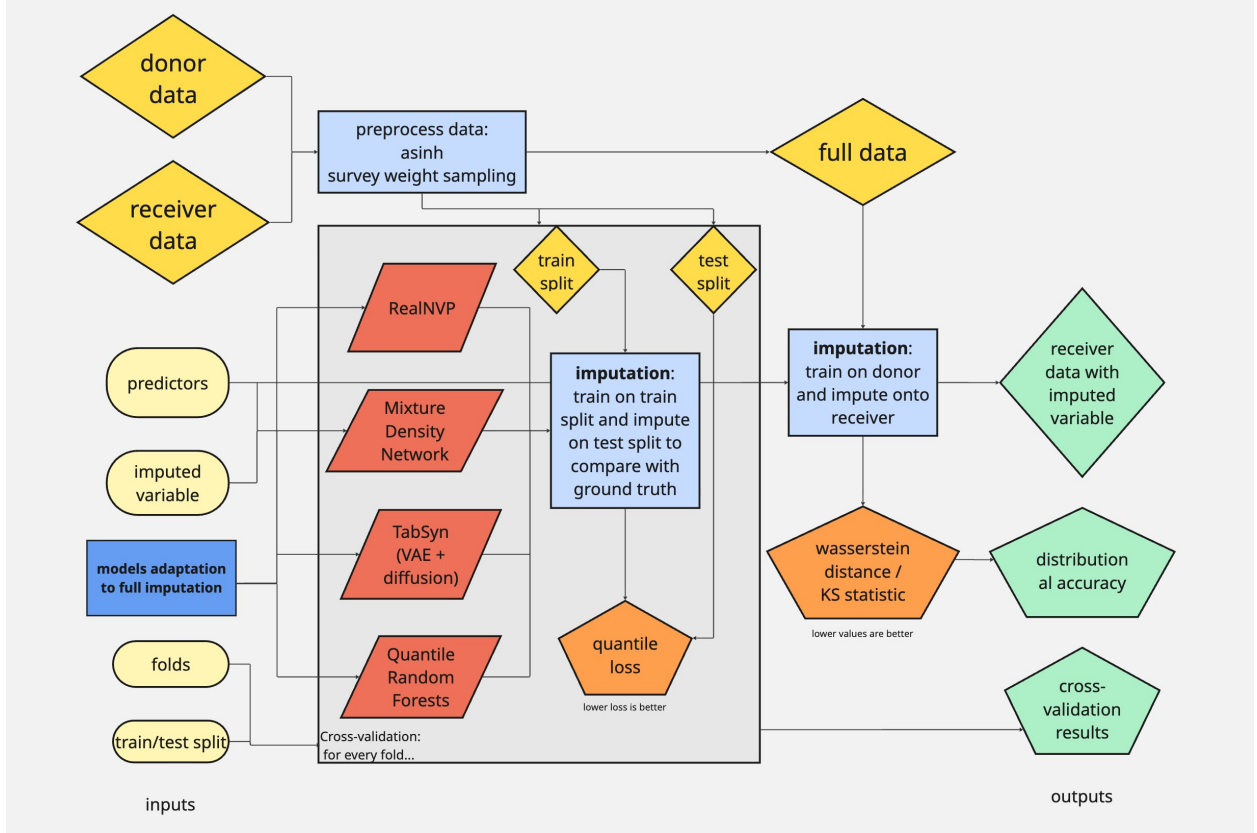 donor
data
receiver
data
preprocess data:
asinh
survey weight sampling
full data
train
split
test
split
RealNVP
predictors
Mixture
Density
Network
imputed
variable
imputation:
train on train
split and impute
on test split to
compare with
ground truth
imputation:
train on donor
and impute onto
receiver
receiver
data with
imputed
variable
models adaptation
to full imputation
TabSyn
(VAE +
diffusion)
wasserstein
distance /
KS statistic
lower values are better
distribution
al accuracy
folds
train/test split
Quantile
Random
Forests
quantile
loss
lower loss is better
cross-
validation
results
Cross-validation:
for every fold...
inputs
outputs